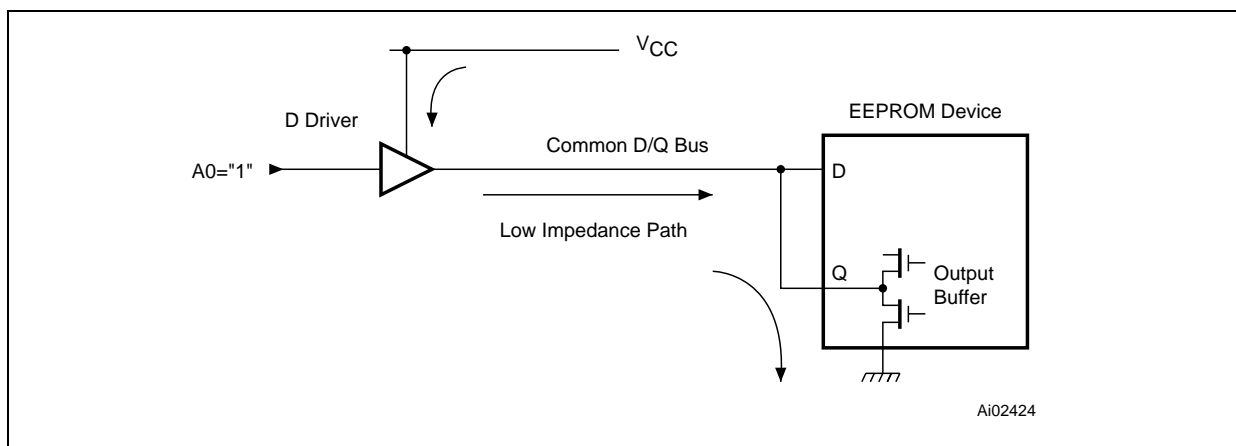 VCC
D Driver
EEPROM Device
Common D/Q Bus
A0="1"
D
Low Impedance Path
Q
Output
Buffer
Ai02424